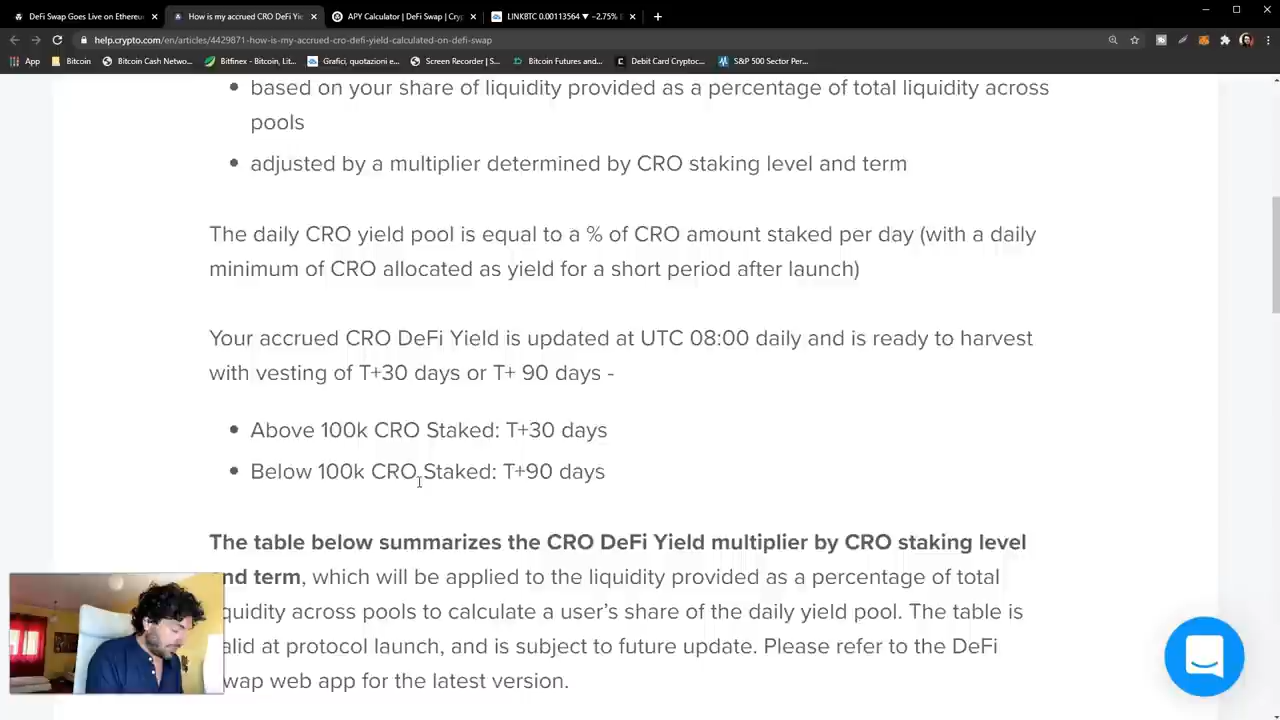 DeFi Swap Goes Live on Ethereu
How is my accrued CRO DeFi Yie
APY Calculator | DeFi Swap | Cry
LINKBTC 0.00113564 ▼ −2.75%
help.crypto.com/en/articles/4429871-how-is-my-accrued-cro-defi-yield-calculated-on-defi-swap
App
Bitcoin
Bitcoin Cash Netwo...
Bitfinex - Bitcoin, Lit...
Grafici, quotazioni e...
Screen Recorder | S...
Bitcoin Futures and...
Debit Card Cryptoc...
S&P 500 Sector Per...
• based on your share of liquidity provided as a percentage of total liquidity across
pools
• adjusted by a multiplier determined by CRO staking level and term
The daily CRO yield pool is equal to a % of CRO amount staked per day (with a daily
minimum of CRO allocated as yield for a short period after launch)
Your accrued CRO DeFi Yield is updated at UTC 08:00 daily and is ready to harvest
with vesting of T+30 days or T+ 90 days -
• Above 100k CRO Staked: T+30 days
• Below 100k CRO Staked: T+90 days
The table below summarizes the CRO DeFi Yield multiplier by CRO staking level
nd term, which will be applied to the liquidity provided as a percentage of total
iquidity across pools to calculate a user's share of the daily yield pool. The table is
alid at protocol launch, and is subject to future update. Please refer to the DeFi
wap web app for the latest version.